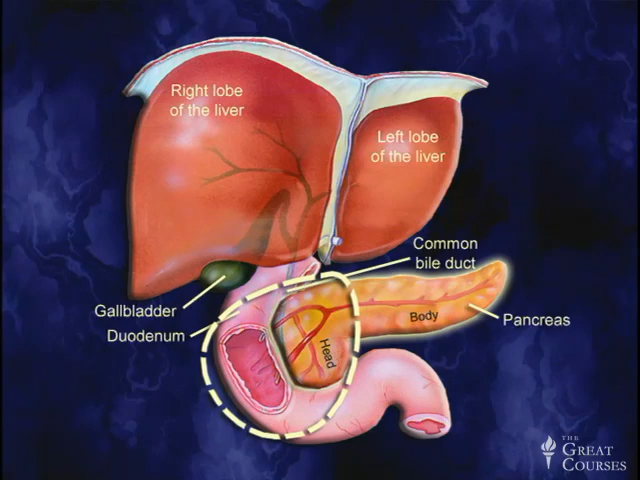 Right lobe
of the liver
Left lobe
of the liver
Common
bile duct
Gallbladder
Duodenum
Body
Pancreas
Head
THE
GREAT
COURSES